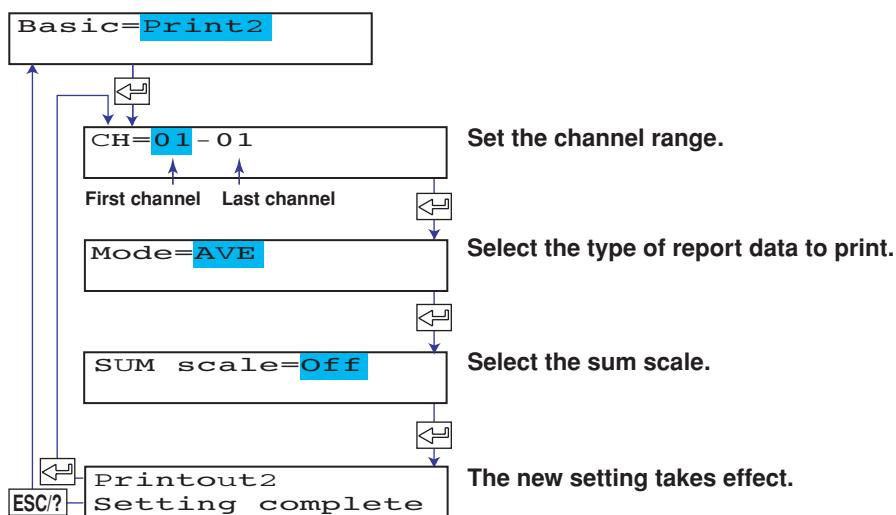 Basic=Print2
CH=01-01
Set the channel range.
First channel Last channel
Mode=AVE
Select the type of report data to print.
SUM scale=Off
Select the sum scale.
Printout2
The new setting takes effect.
ESC/?
Setting complete